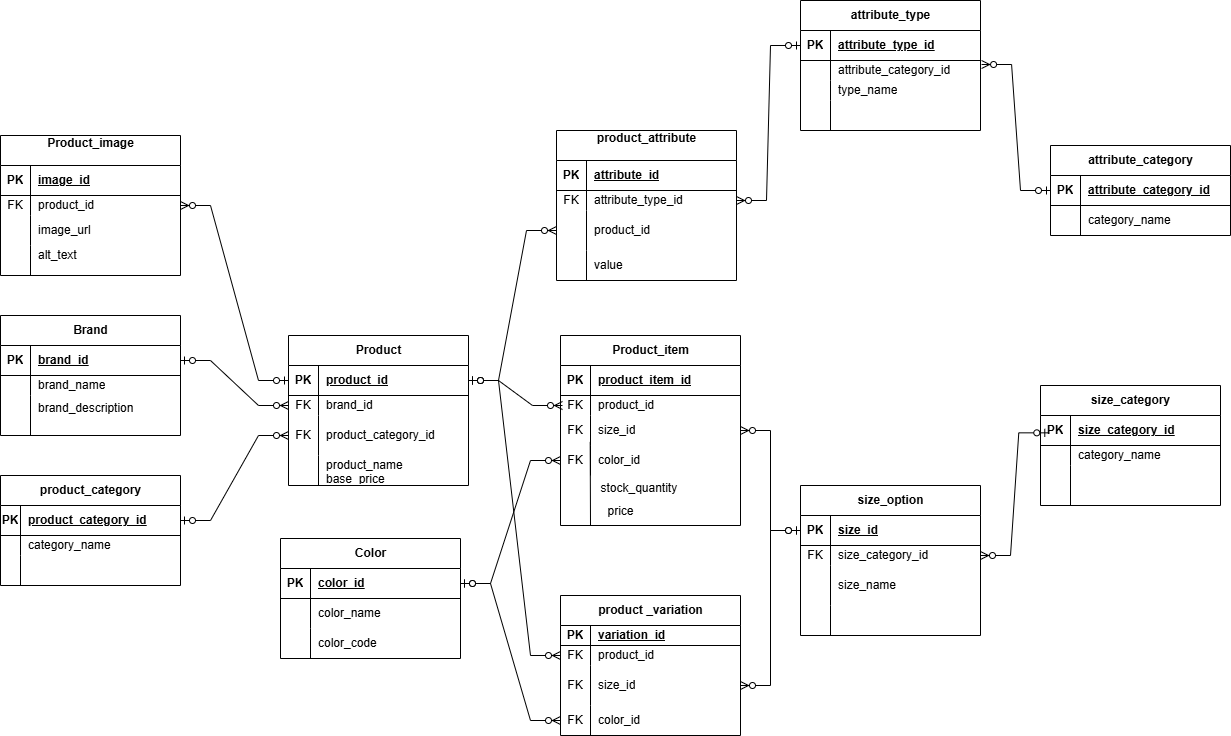 attribute_type
PK attribute_type_id
attribute_category_id
type_name
Product_image
PK image_id
FK product_id
image_url
alt_text
product_attribute
PK attribute_id
FK attribute_type_id
product_id
value
attribute_category
PK attribute_category_id
category_name
Brand
PK brand_id
brand_name
brand_description
Product
PK product_id
FK brand_id
FK product_category_id
product_name
base_price
Product_item
PK product_item_id
FK product_id
FK size_id
FK color_id
stock_quantity
price
size_category
PK size_category_id
category_name
product_category
PK product_category_id
category_name
size_option
PK size_id
FK size_category_id
size_name
Color
PK color_id
color_name
color_code
product _variation
PK variation_id
FK product_id
FK size_id
FK color_id